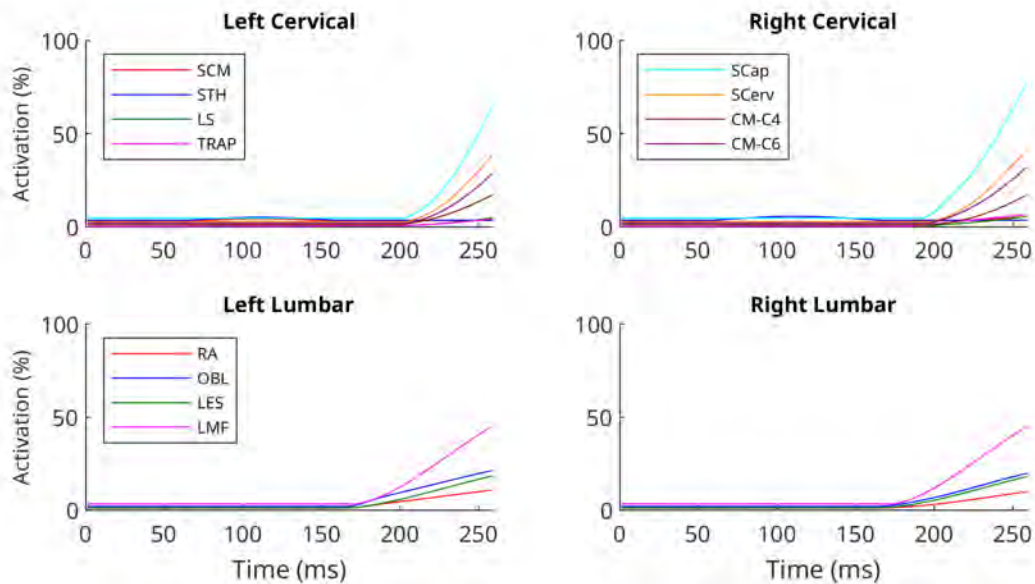 Left Cervical
Right Cervical
Activation (%)
100
50
0
SCM
STH
LS
TRAP
0 50 100 150 200 250
100
50
0
SCap
SCerv
CM-C4
CM-C6
0 50 100 150 200 250
Left Lumbar
Right Lumbar
Activation (%)
100
50
0
RA
OBL
LES
LMF
0 50 100 150 200 250
Time (ms)
100
50
0
0 50 100 150 200 250
Time (ms)